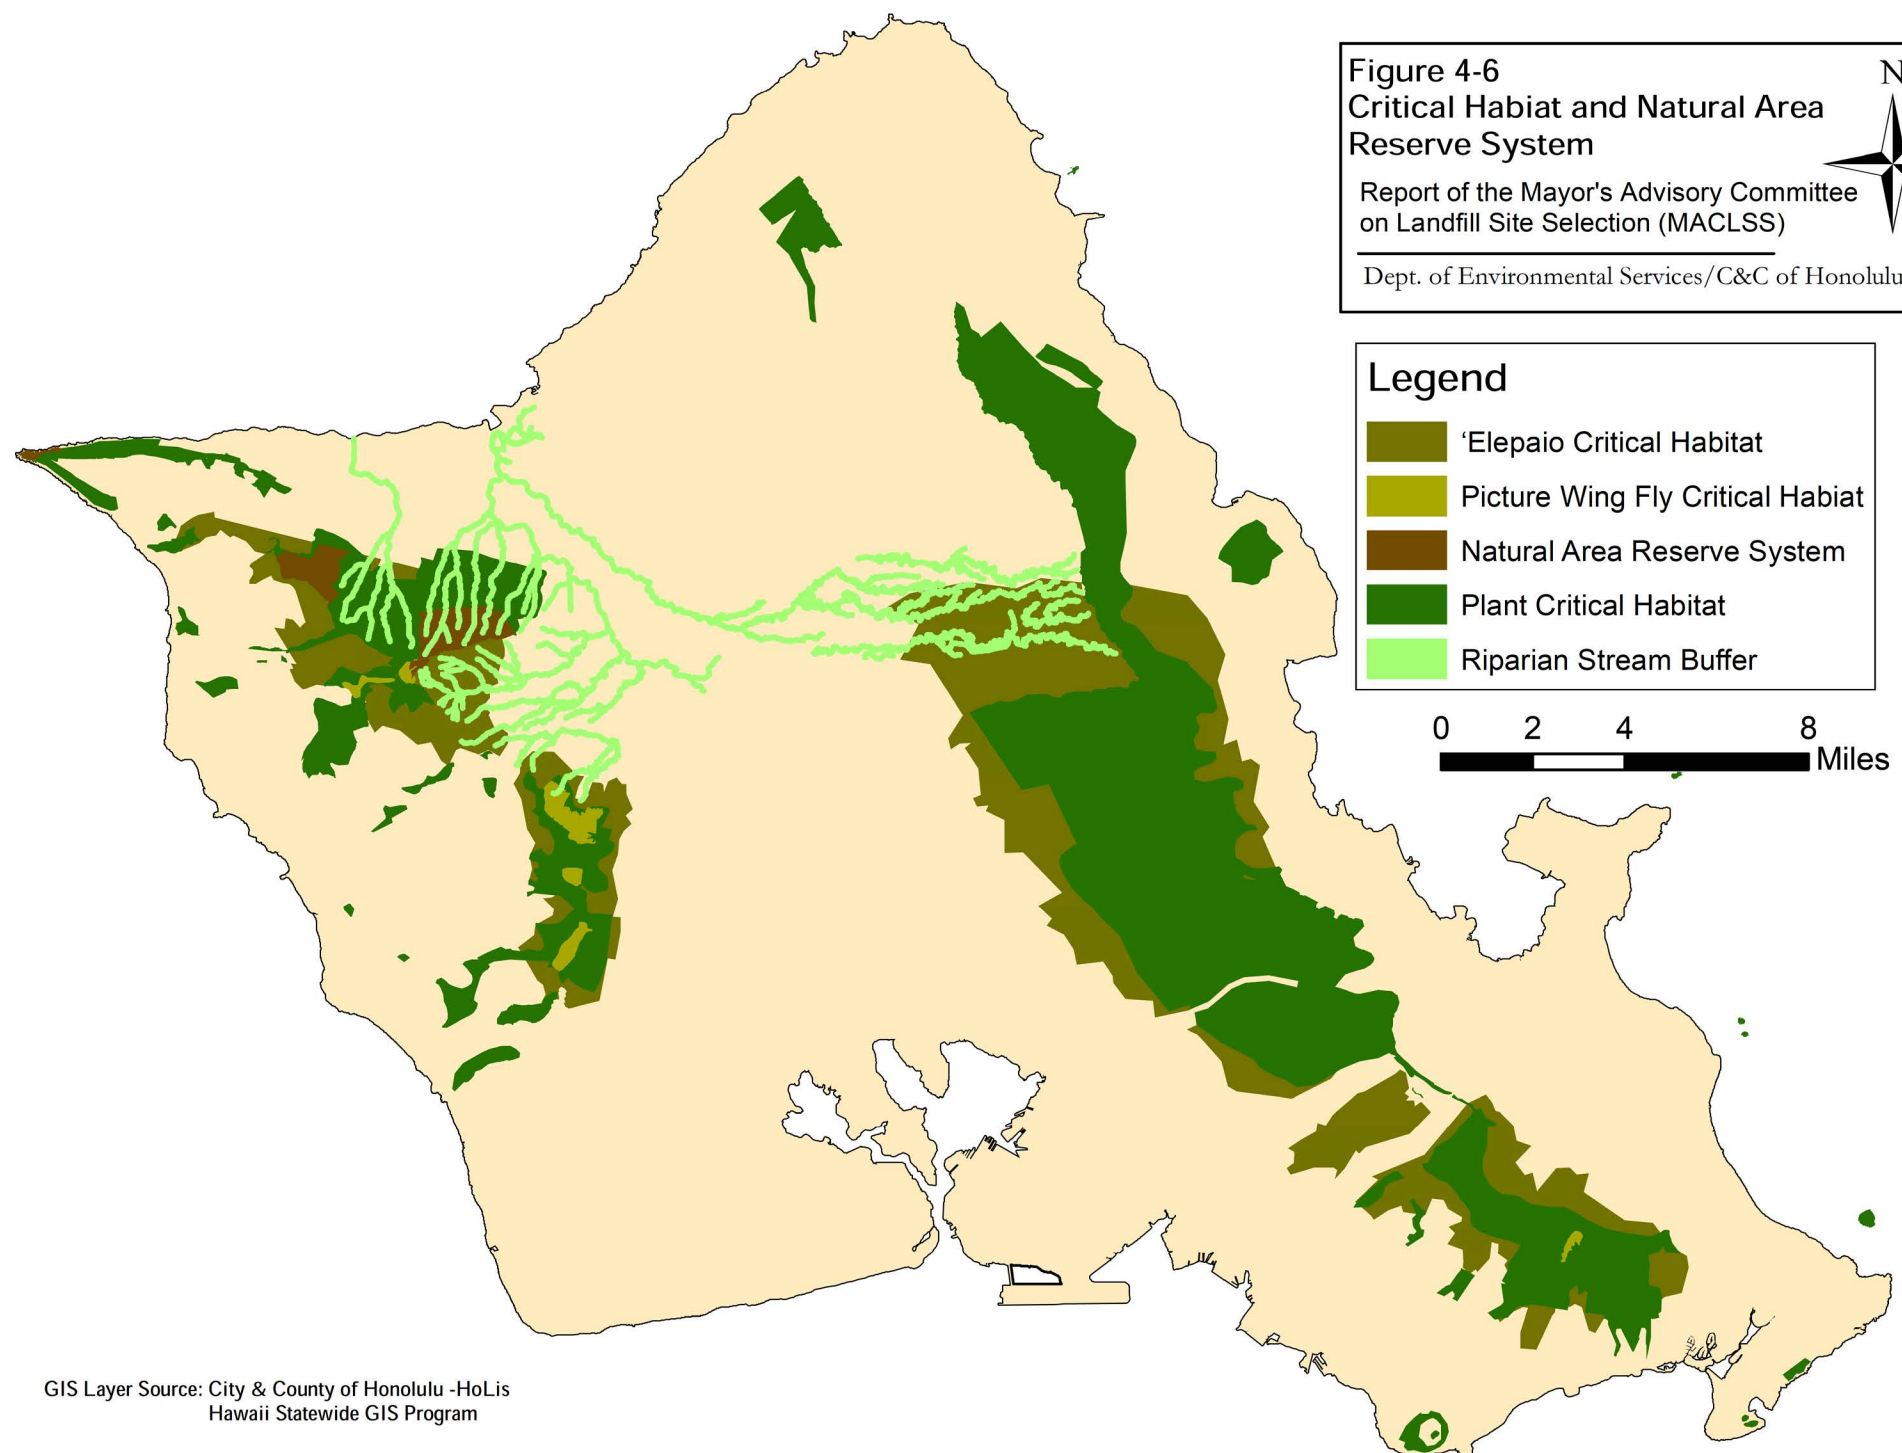 Figure 4-6
Critical Habiat and Natural Area
Reserve System
Report of the Mayor's Advisory Committee
on Landfill Site Selection (MACLSS)
Dept. of Environmental Services/C&C of Honolulu
N
Legend
‘Elepaio Critical Habitat
Picture Wing Fly Critical Habiat
Natural Area Reserve System
Plant Critical Habitat
Riparian Stream Buffer
0 2 4 8
Miles
GIS Layer Source: City & County of Honolulu -HoLis
Hawaii Statewide GIS Program